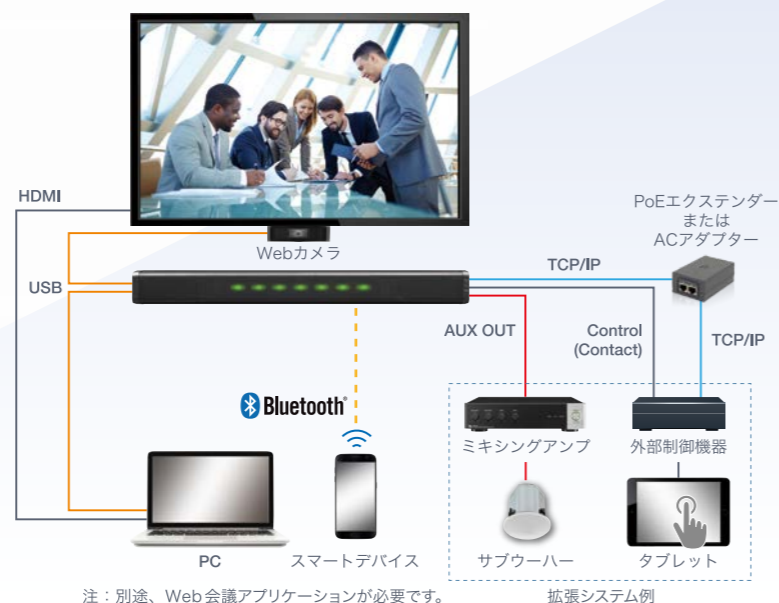 HDMI
PoEエクステンダー
または
ACアダプター
Webカメラ
TCP/IP
USB
AUX OUT
Control
(Contact)
TCP/IP
Bluetooth®
ミキシングアンプ
外部制御機器
PC
スマートデバイス
サブウーハー
タブレット
注：別途、Web会議アプリケーションが必要です。
拡張システム例